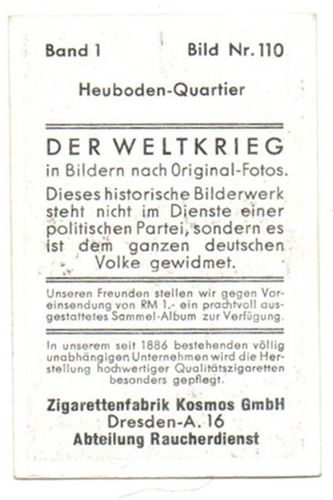 Band 1 Bild Nr. 110
Heuboden-Quartier
DER WELTKRIEG
in Bildern nach Original-Fotos.
Dieses historische Bilderwerk
steht nicht im Dienste einer
politischen Partei, sondern es
ist dem ganzen deutschen
Volke gewidmet.
Unseren Freunden stellen wir gegen Vor-
einsendung von RM 1.- ein prachtvoll aus-
gestattetes Sammel-Album zur Verfügung.
In unserem seit 1886 bestehenden völlig
unabhängigen Unternehmen wird die Her-
stellung hochwertiger Qualitätszigaretten
besonders gepflegt.
Zigarettenfabrik Kosmos GmbH
Dresden-A. 16
Abteilung Raucherdienst